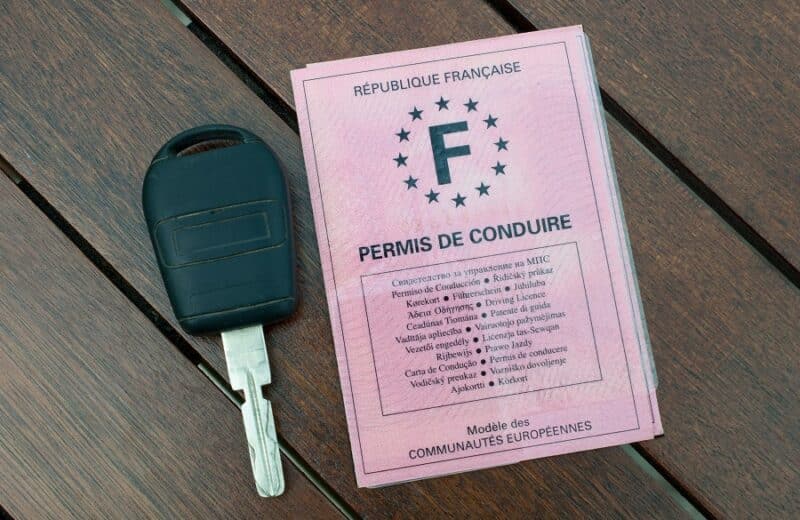 RÉPUBLIQUE FRANÇAISE
F
PERMIS DE CONDUIRE
Свидетелство за управление на МПС
Permiso de Conducción ● Řidičský průkaz
Kørekort ● Führerschein ● Juhiluba
Άδεια Οδήγησης ● Driving Licence
Ceadúnas Tiomána ● Patente di guida
Vadītāja apliecība ● Vairuotojo pažymėjimas
Vezetői engedély ● Liċenzja tas-Sewqan
Rijbewijs ● Prawo Jazdy
Carta de Condução ● Permis de conducere
Vodičský preukaz ● Vozniško dovoljenje
Ajokortti ● Körkort
Modèle des
COMMUNAUTÉS EUROPÉENNES